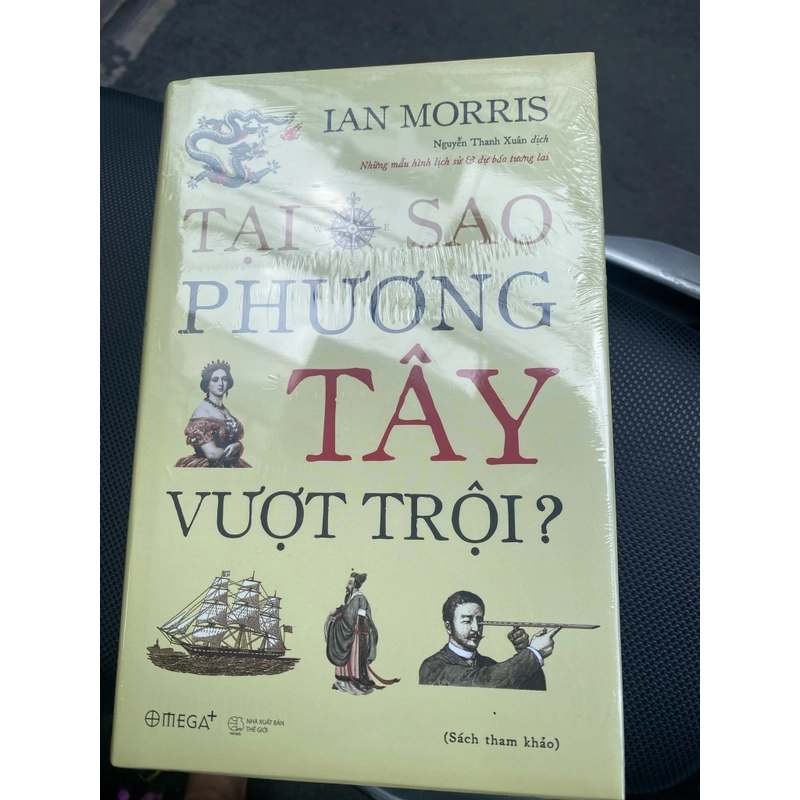 IAN MORRIS
Nguyễn Thanh Xuân dịch
Những mẫu hình lịch sử & dự báo tương lai
TẠI SAO
W E
PHƯƠNG
TÂY
VƯỢT TRỘI?
OMEGA+
NHÀ XUẤT BẢN
THẾ GIỚI
(Sách tham khảo)